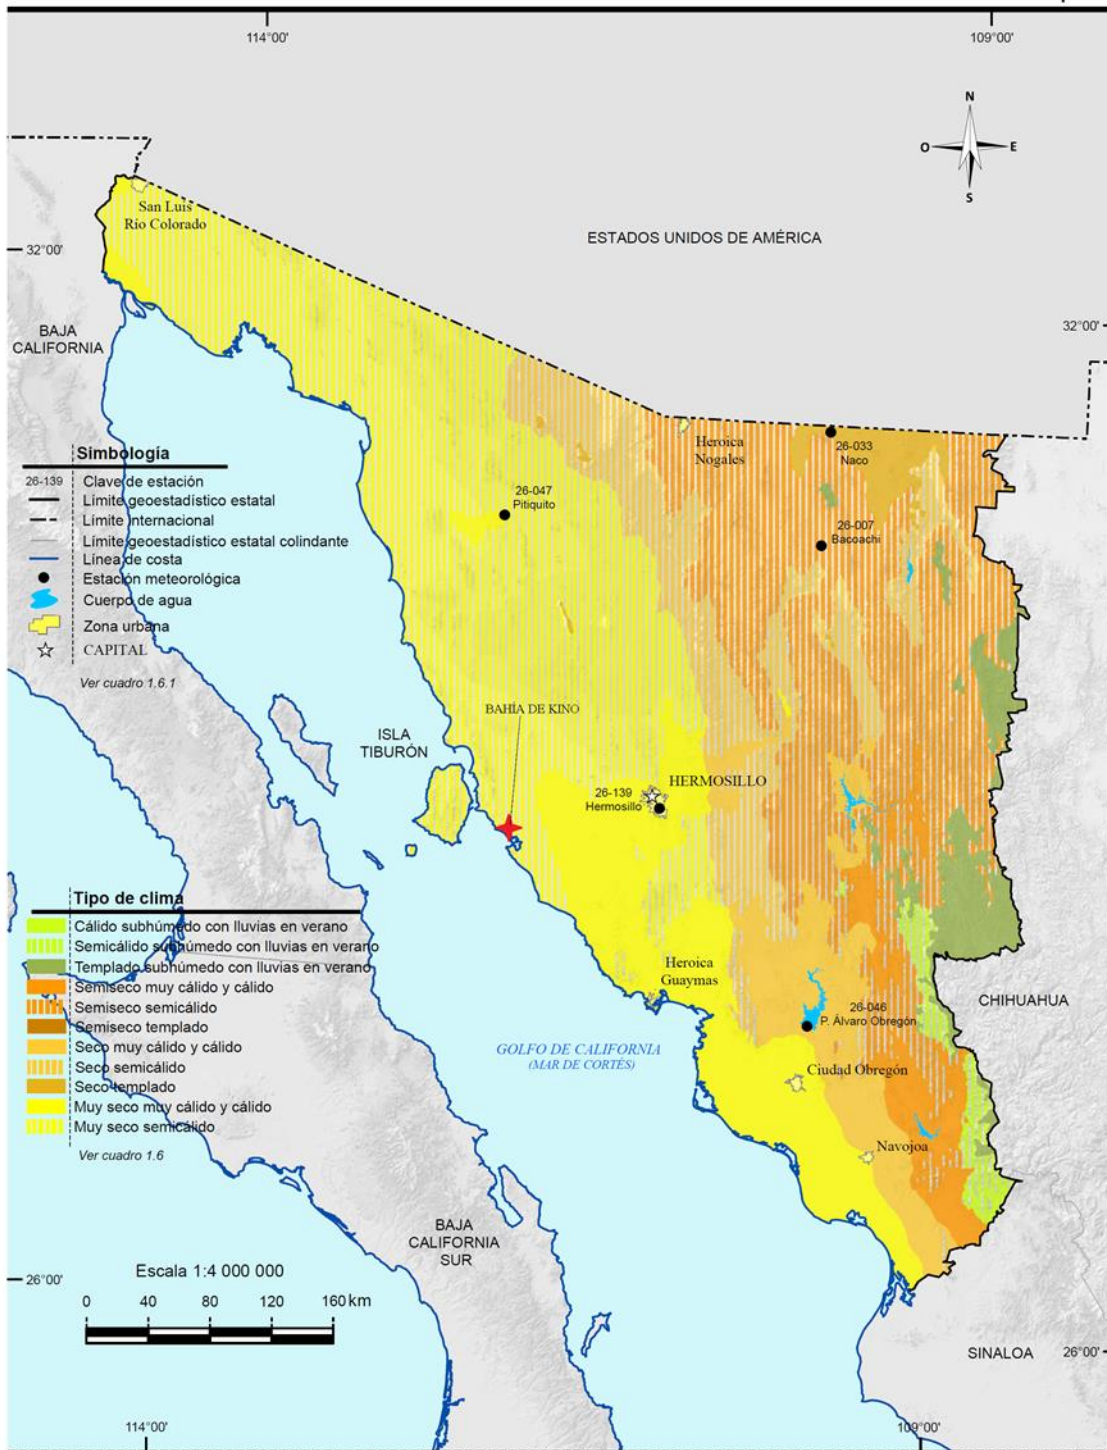 114°00'
109°00'
N
O
E
S
San Luis
Río Colorado
32°00'
ESTADOS UNIDOS DE AMÉRICA
32°00'
BAJA
CALIFORNIA
Heroica
Nogales
26-033
Naco
Simbología
26-139 Clave de estación
Límite geoestadístico estatal
Límite internacional
Límite geoestadístico estatal colindante
Línea de costa
Estación meteorológica
Cuerpo de agua
Zona urbana
CAPITAL
Ver cuadro 1.6.1
26-047
Pitiquito
26-007
Bacoachi
BAHÍA DE KINO
ISLA
TIBURÓN
HERMOSILLO
26-139
Hermosillo
Tipo de clima
Cálido subhúmedo con lluvias en verano
Semicálido subhúmedo con lluvias en verano
Templado subhúmedo con lluvias en verano
Semiseco muy cálido y cálido
Semiseco semicálido
Semiseco templado
Seco muy cálido y cálido
Seco semicálido
Seco templado
Muy seco muy cálido y cálido
Muy seco semicálido
Ver cuadro 1.6
Heroica
Guaymas
CHIHUAHUA
26-046
P. Álvaro Obregón
GOLFO DE CALIFORNIA
(MAR DE CORTÉS)
Ciudad Obregón
Navojoa
BAJA
CALIFORNIA
SUR
Escala 1:4 000 000
26°00'
0 40 80 120 160 km
SINALOA
26°00'
114°00'
109°00'